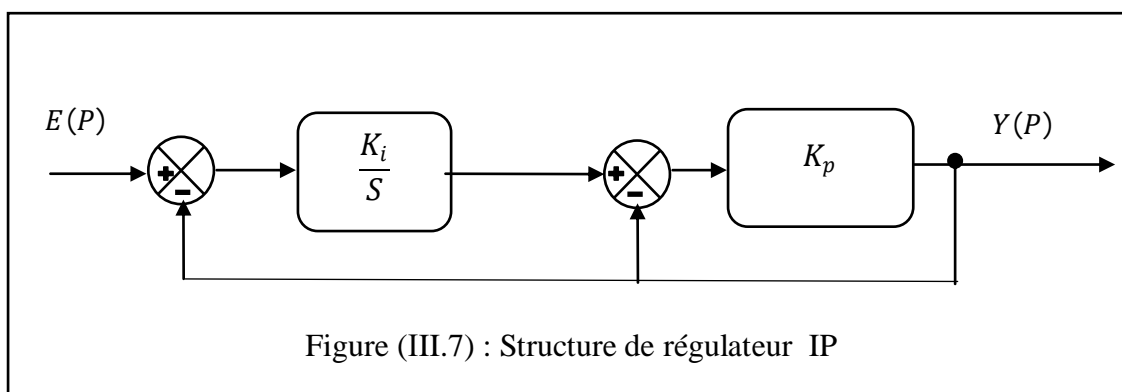 E(P)
Y(P)
K_i
S
K_p
+
-
+
-
Figure (III.7) : Structure de régulateur IP